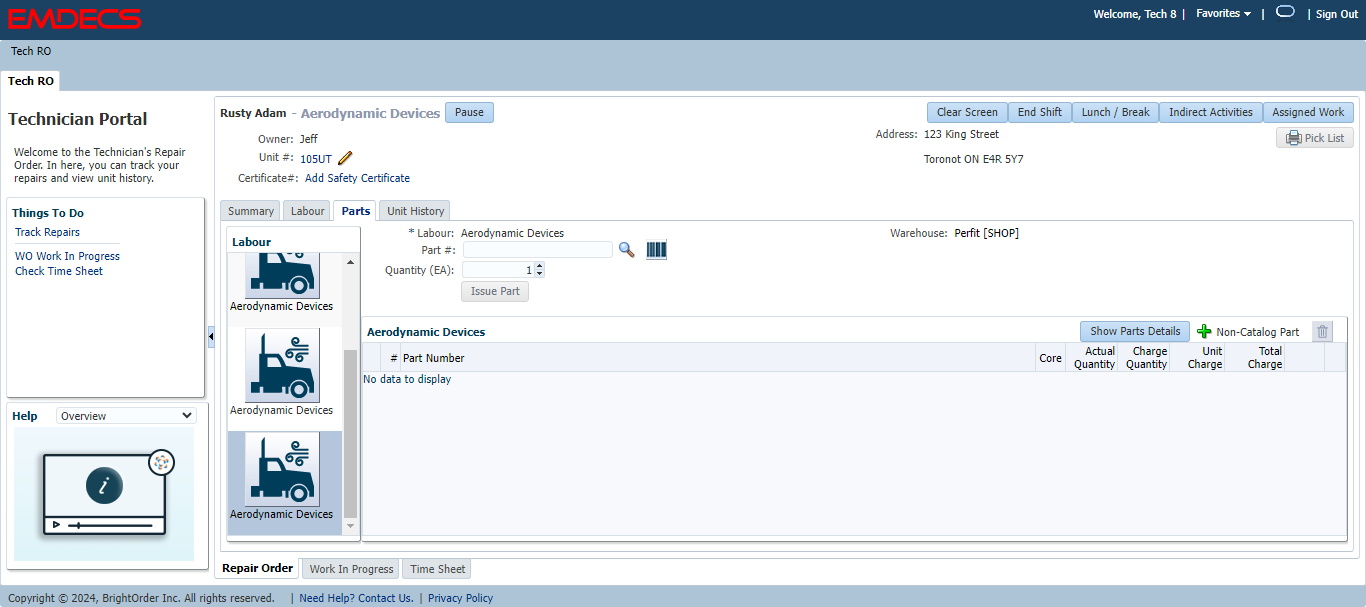 EMDECS
Welcome, Tech 8 | Favorites | | Sign Out
Tech RO
Tech RO
Technician Portal
Welcome to the Technician's Repair
Order. In here, you can track your
repairs and view unit history.
Things To Do
Track Repairs
WO Work In Progress
Check Time Sheet
Help Overview
i
Rusty Adam - Aerodynamic Devices Pause
Clear Screen End Shift Lunch / Break Indirect Activities Assigned Work
Owner: Jeff
Unit #: 105UT
Certificate#: Add Safety Certificate
Address: 123 King Street
Toronot ON E4R 5Y7
Pick List
Summary Labour Parts Unit History
Labour
Aerodynamic Devices
Aerodynamic Devices
Aerodynamic Devices
* Labour: Aerodynamic Devices
Part #:
Quantity (EA): 1
Issue Part
Warehouse: Perfit [SHOP]
Aerodynamic Devices
Show Parts Details Non-Catalog Part
# Part Number Core Actual Quantity Charge Quantity Unit Charge Total Charge
No data to display
Repair Order Work In Progress Time Sheet
Copyright © 2024, BrightOrder Inc. All rights reserved. | Need Help? Contact Us. | Privacy Policy